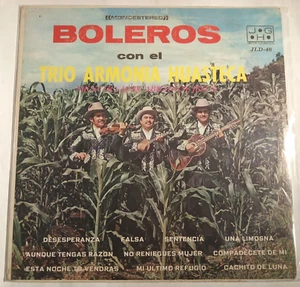 BOLEROS
con el
TRIO ARMONIA HUASTECA
JLD-46
DESESPERANZA FALSA SENTENCIA UNA LIMOSNA
AUNQUE TENGAS RAZON NO RENIEGUES MUJER COMPADECETE DE MI
ESTA NOCHE TU VENDRAS MI ULTIMO REFUGIO CACHITO DE LUNA